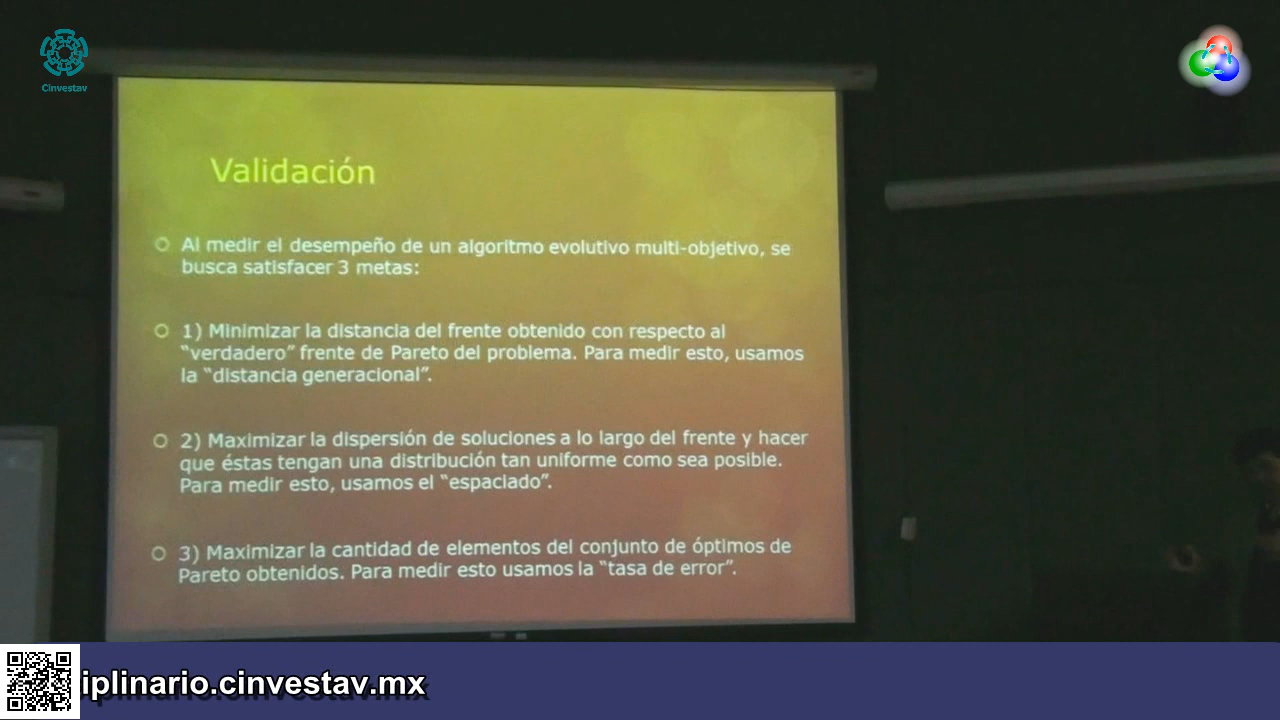 Cinvestav
Validación
Al medir el desempeño de un algoritmo evolutivo multi-objetivo, se
busca satisfacer 3 metas:
1) Minimizar la distancia del frente obtenido con respecto al
"verdadero" frente de Pareto del problema. Para medir esto, usamos
la "distancia generacional".
2) Maximizar la dispersión de soluciones a lo largo del frente y hacer
que éstas tengan una distribución tan uniforme como sea posible.
Para medir esto, usamos el "espaciado".
3) Maximizar la cantidad de elementos del conjunto de óptimos de
Pareto obtenidos. Para medir esto usamos la "tasa de error".
iplinario.cinvestav.mx